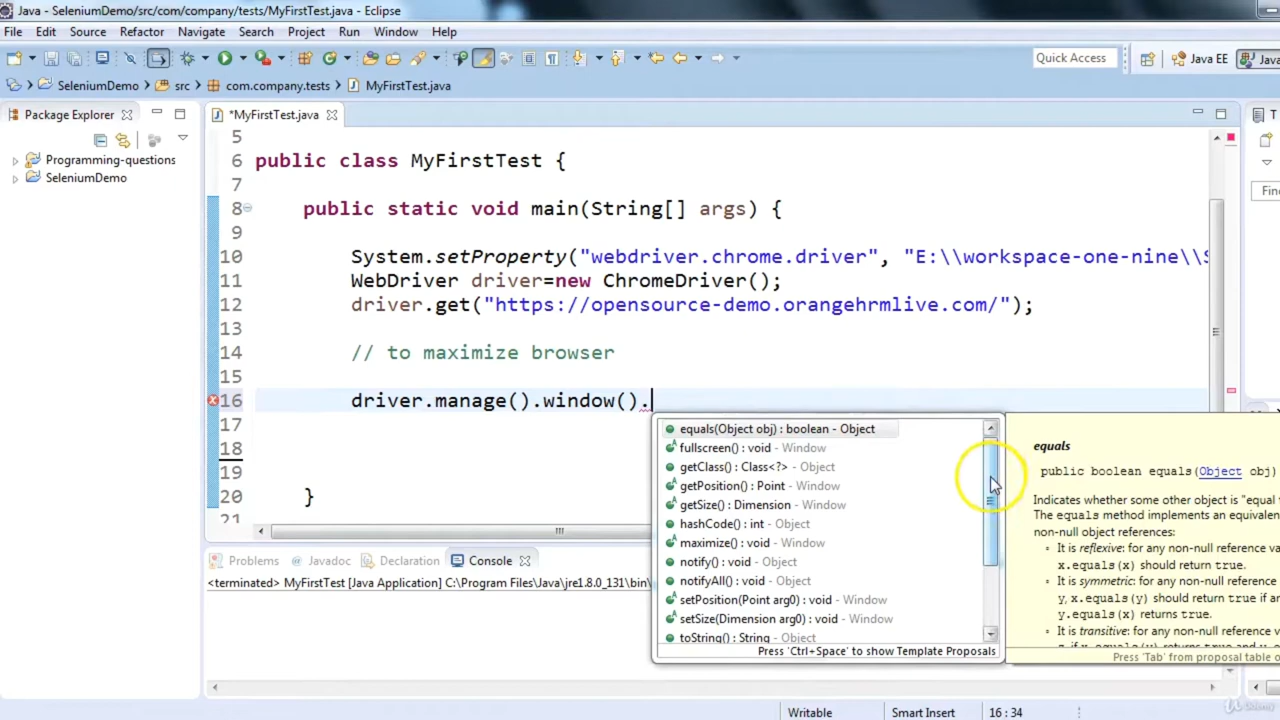 Java - SeleniumDemo/src/com/company/tests/MyFirstTest.java - Eclipse
File Edit Source Refactor Navigate Search Project Run Window Help
Quick Access Java EE Java
SeleniumDemo src com.company.tests MyFirstTest.java
Package Explorer
*MyFirstTest.java
Programming-questions
SeleniumDemo
Fin
5
6 public class MyFirstTest {
7
8 public static void main(String[] args) {
9
10 System.setProperty("webdriver.chrome.driver", "E:\\workspace-one-nine\\S
11 WebDriver driver=new ChromeDriver();
12 driver.get("https://opensource-demo.orangehrmlive.com/");
13
14 // to maximize browser
15
16 driver.manage().window().
17
18
19
20 }
21
equals(Object obj) : boolean - Object
fullscreen() : void - Window
getClass() : Class<?> - Object
getPosition() : Point - Window
getSize() : Dimension - Window
hashCode() : int - Object
maximize() : void - Window
notify() : void - Object
notifyAll() : void - Object
setPosition(Point arg0) : void - Window
setSize(Dimension arg0) : void - Window
toString() : String - Object
Press 'Ctrl+Space' to show Template Proposals
equals
public boolean equals(Object obj)
Indicates whether some other object is "equal
The equals method implements an equivalen
non-null object references:
It is reflexive: for any non-null reference va
x.equals(x) should return true.
It is symmetric: for any non-null reference
y, x.equals(y) should return true if an
y.equals(x) returns true.
It is transitive: for any non-null reference
Press 'Tab' from proposal table o
Problems @ Javadoc Declaration Console
<terminated> MyFirstTest [Java Application] C:\Program Files\Java\jre1.8.0_131\bin\
Writable Smart Insert 16 : 34
Udemy